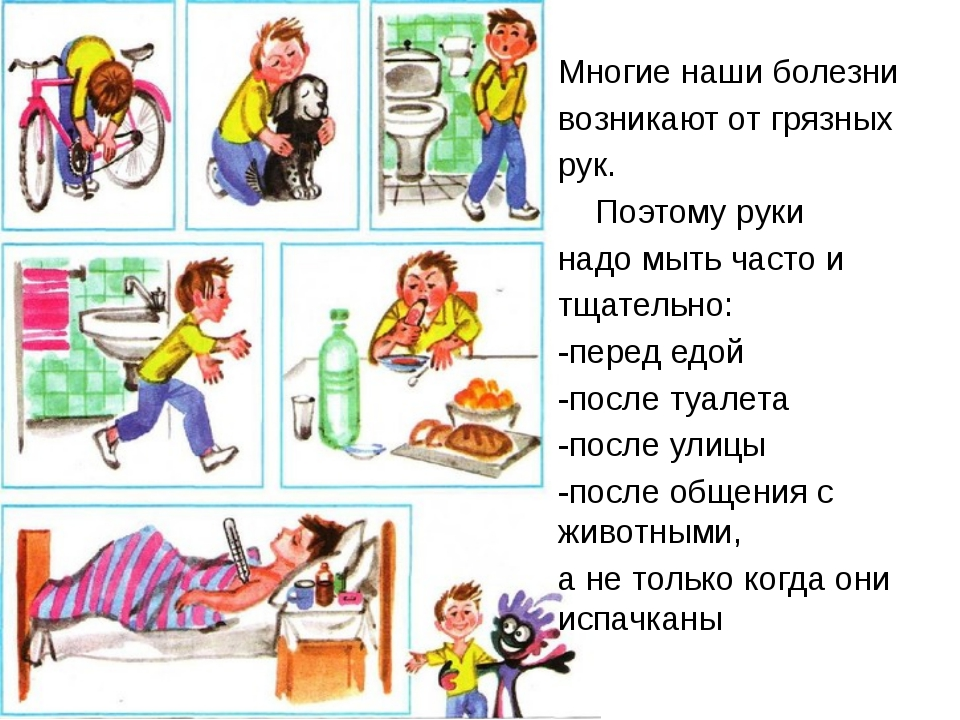 Многие наши болезни
возникают от грязных
рук.
Поэтому руки
надо мыть часто и
тщательно:
-перед едой
-после туалета
-после улицы
-после общения с
животными,
а не только когда они
испачканы